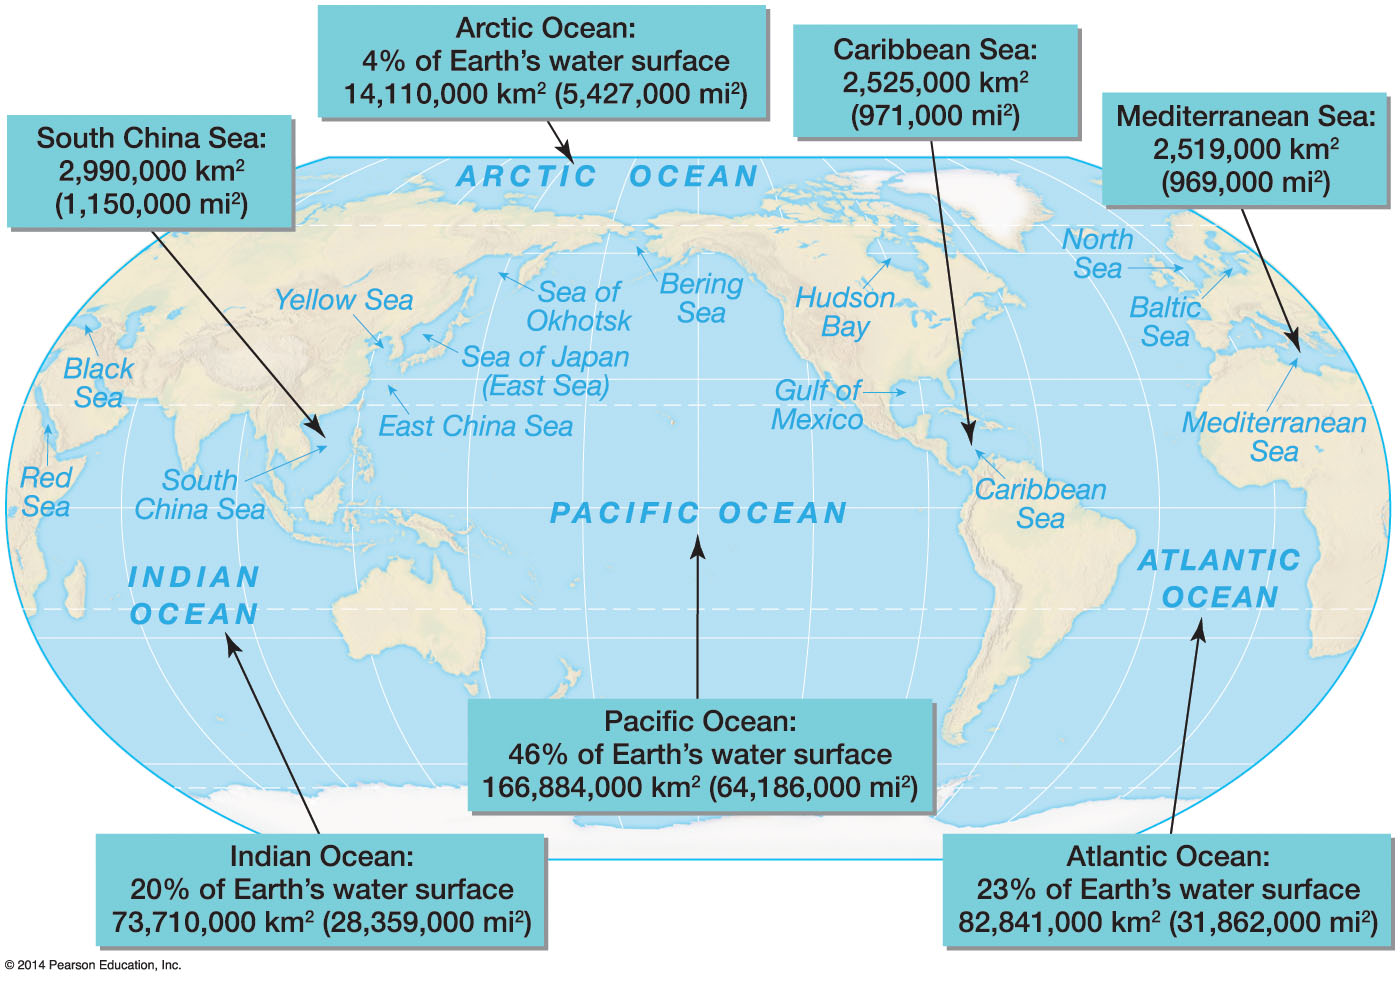 Arctic Ocean:
4% of Earth's water surface
14,110,000 km² (5,427,000 mi²)
Caribbean Sea:
2,525,000 km²
(971,000 mi²)
Mediterranean Sea:
2,519,000 km²
(969,000 mi²)
South China Sea:
2,990,000 km²
(1,150,000 mi²)
ARCTIC OCEAN
North
Sea
Baltic
Sea
Hudson
Bay
Bering
Sea
Sea of
Okhotsk
Yellow Sea
Sea of Japan
(East Sea)
East China Sea
Black
Sea
Red
Sea
South
China Sea
Gulf of
Mexico
Caribbean
Sea
Mediterranean
Sea
PACIFIC OCEAN
INDIAN
OCEAN
ATLANTIC
OCEAN
Pacific Ocean:
46% of Earth's water surface
166,884,000 km² (64,186,000 mi²)
Indian Ocean:
20% of Earth's water surface
73,710,000 km² (28,359,000 mi²)
Atlantic Ocean:
23% of Earth's water surface
82,841,000 km² (31,862,000 mi²)
© 2014 Pearson Education, Inc.